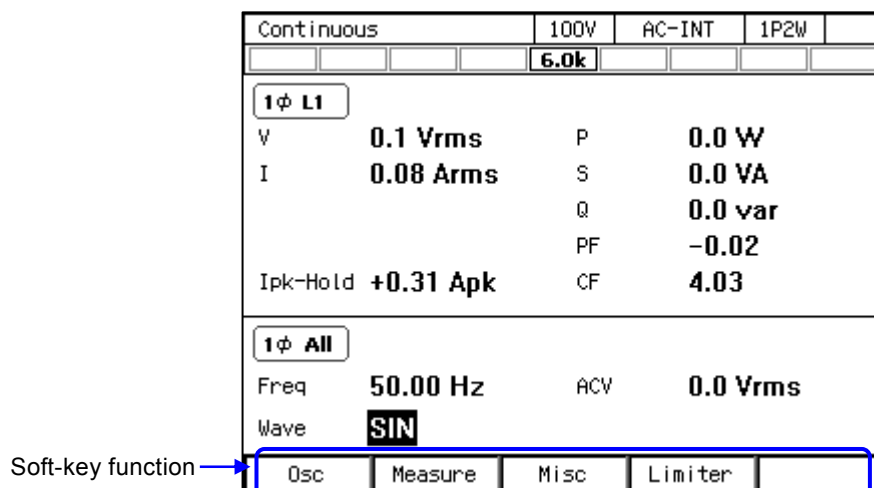 Continuous 100V AC-INT 1P2W
6.0k
1ϕ L1
V 0.1 Vrms P 0.0 W
I 0.08 Arms S 0.0 VA
Q 0.0 var
PF -0.02
Ipk-Hold +0.31 Apk CF 4.03
1ϕ All
Freq 50.00 Hz ACV 0.0 Vrms
Wave SIN
Soft-key function Osc Measure Misc Limiter